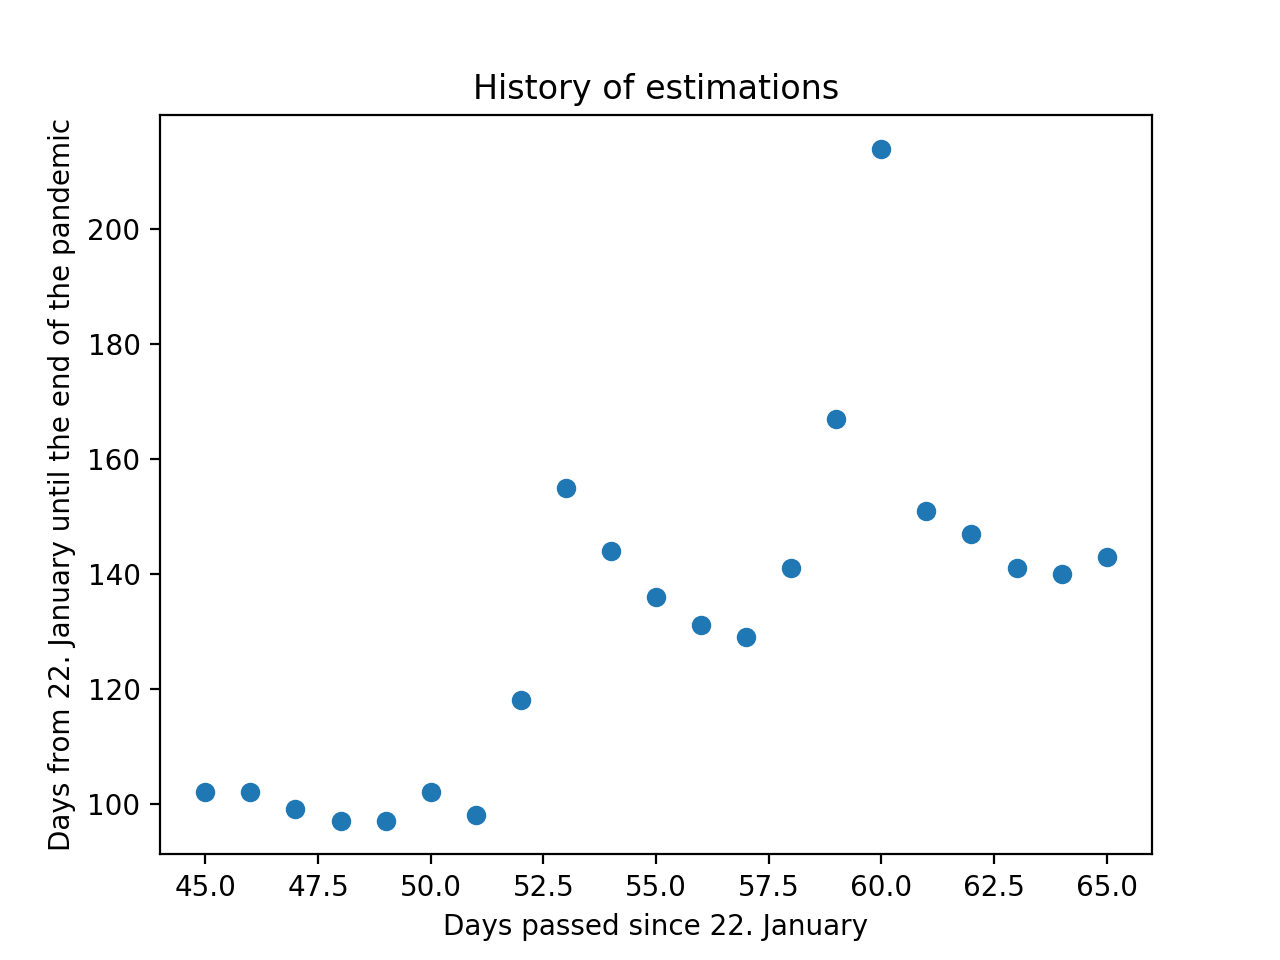 History of estimations
Days from 22. January until the end of the pandemic
200
180
160
140
120
100
45.0 47.5 50.0 52.5 55.0 57.5 60.0 62.5 65.0
Days passed since 22. January